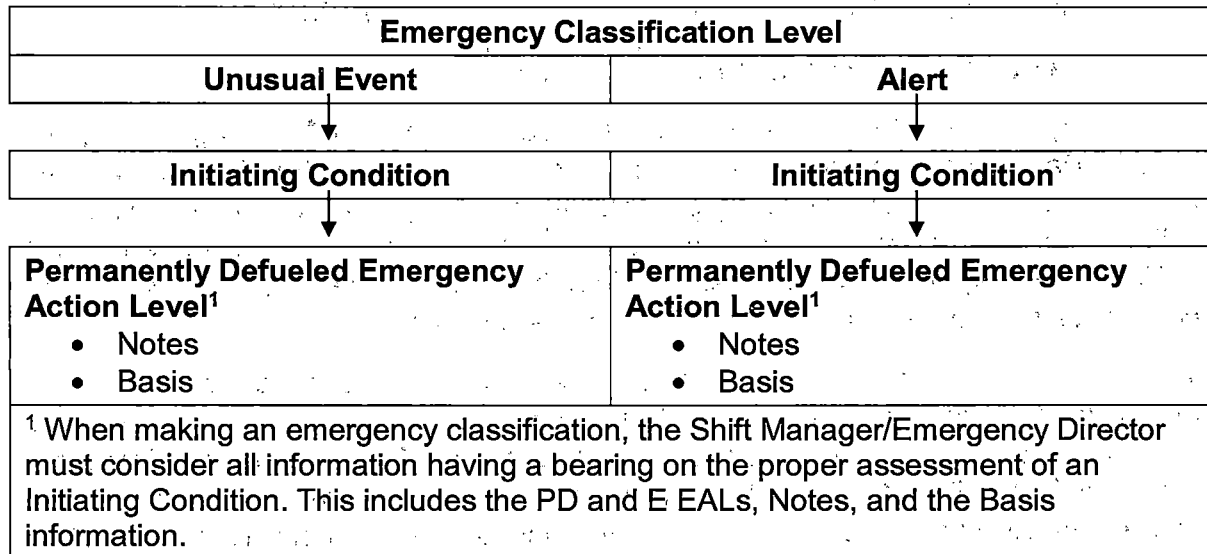 Emergency Classification Level
Unusual Event
Alert
Initiating Condition
Initiating Condition
Permanently Defueled Emergency
Action Level¹
• Notes
• Basis
Permanently Defueled Emergency
Action Level¹
• Notes
• Basis
¹ When making an emergency classification, the Shift Manager/Emergency Director
must consider all information having a bearing on the proper assessment of an
Initiating Condition. This includes the PD and E EALs, Notes, and the Basis
information.